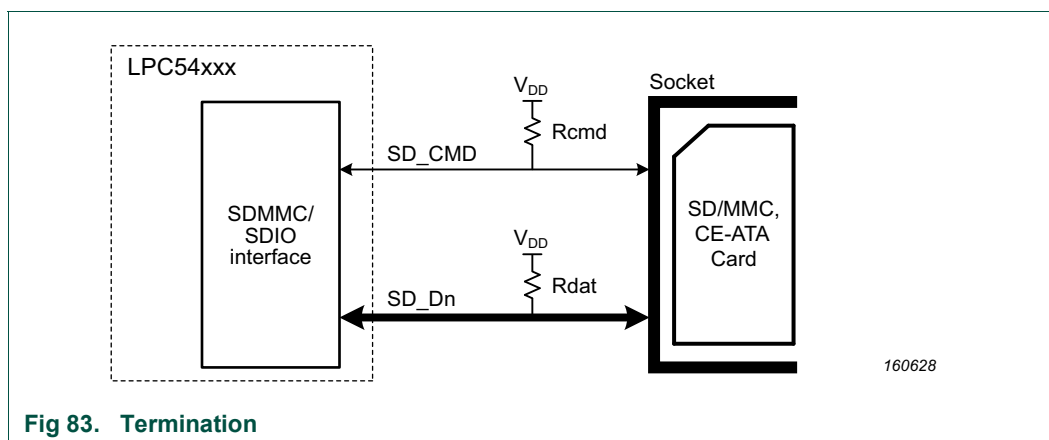 LPC54xxx
SDMMC/
SDIO
interface
SD_CMD
VDD
Rcmd
SD_Dn
VDD
Rdat
Socket
SD/MMC,
CE-ATA
Card
160628
Fig 83. Termination